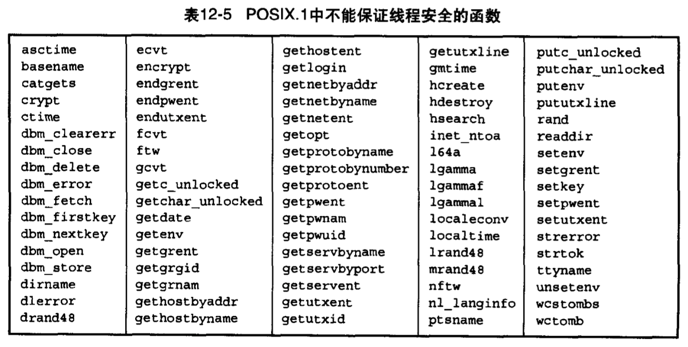 表12-5 POSIX.1中不能保证线程安全的函数
asctime ecvt gethostent getutxline putc_unlocked
basename encrypt getlogin gmtime putchar_unlocked
catgets endgrent getnetbyaddr hcreate putenv
crypt endpwent getnetbyname hdestroy pututxline
ctime endutxent getnetent hsearch rand
dbm_clearerr fcvt getopt inet_ntoa readdir
dbm_close ftw getprotobyname l64a setenv
dbm_delete gcvt getprotobynumber lgamma setgrent
dbm_error getc_unlocked getprotoent lgammaf setkey
dbm_fetch getchar_unlocked getpwent lgammal setpwent
dbm_firstkey getdate getpwnam localeconv setutxent
dbm_nextkey getenv getpwuid localtime strerror
dbm_open getgrent getservbyname lrand48 strtok
dbm_store getgrgid getservbyport mrand48 ttyname
dirname getgrnam getservent nftw unsetenv
dlerror gethostbyaddr getutxent nl_langinfo wcstombs
drand48 gethostbyname getutxid ptsname wctomb